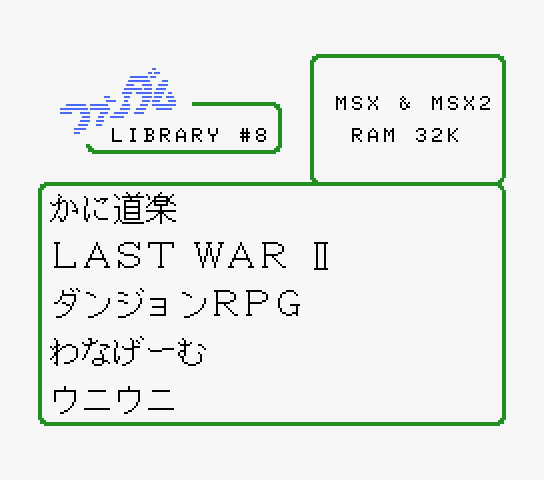 LIBRARY #8
MSX & MSX2
RAM 32K
かに道楽
LAST WAR Ⅱ
ダンジョンRPG
わなげーむ
ウニウニ